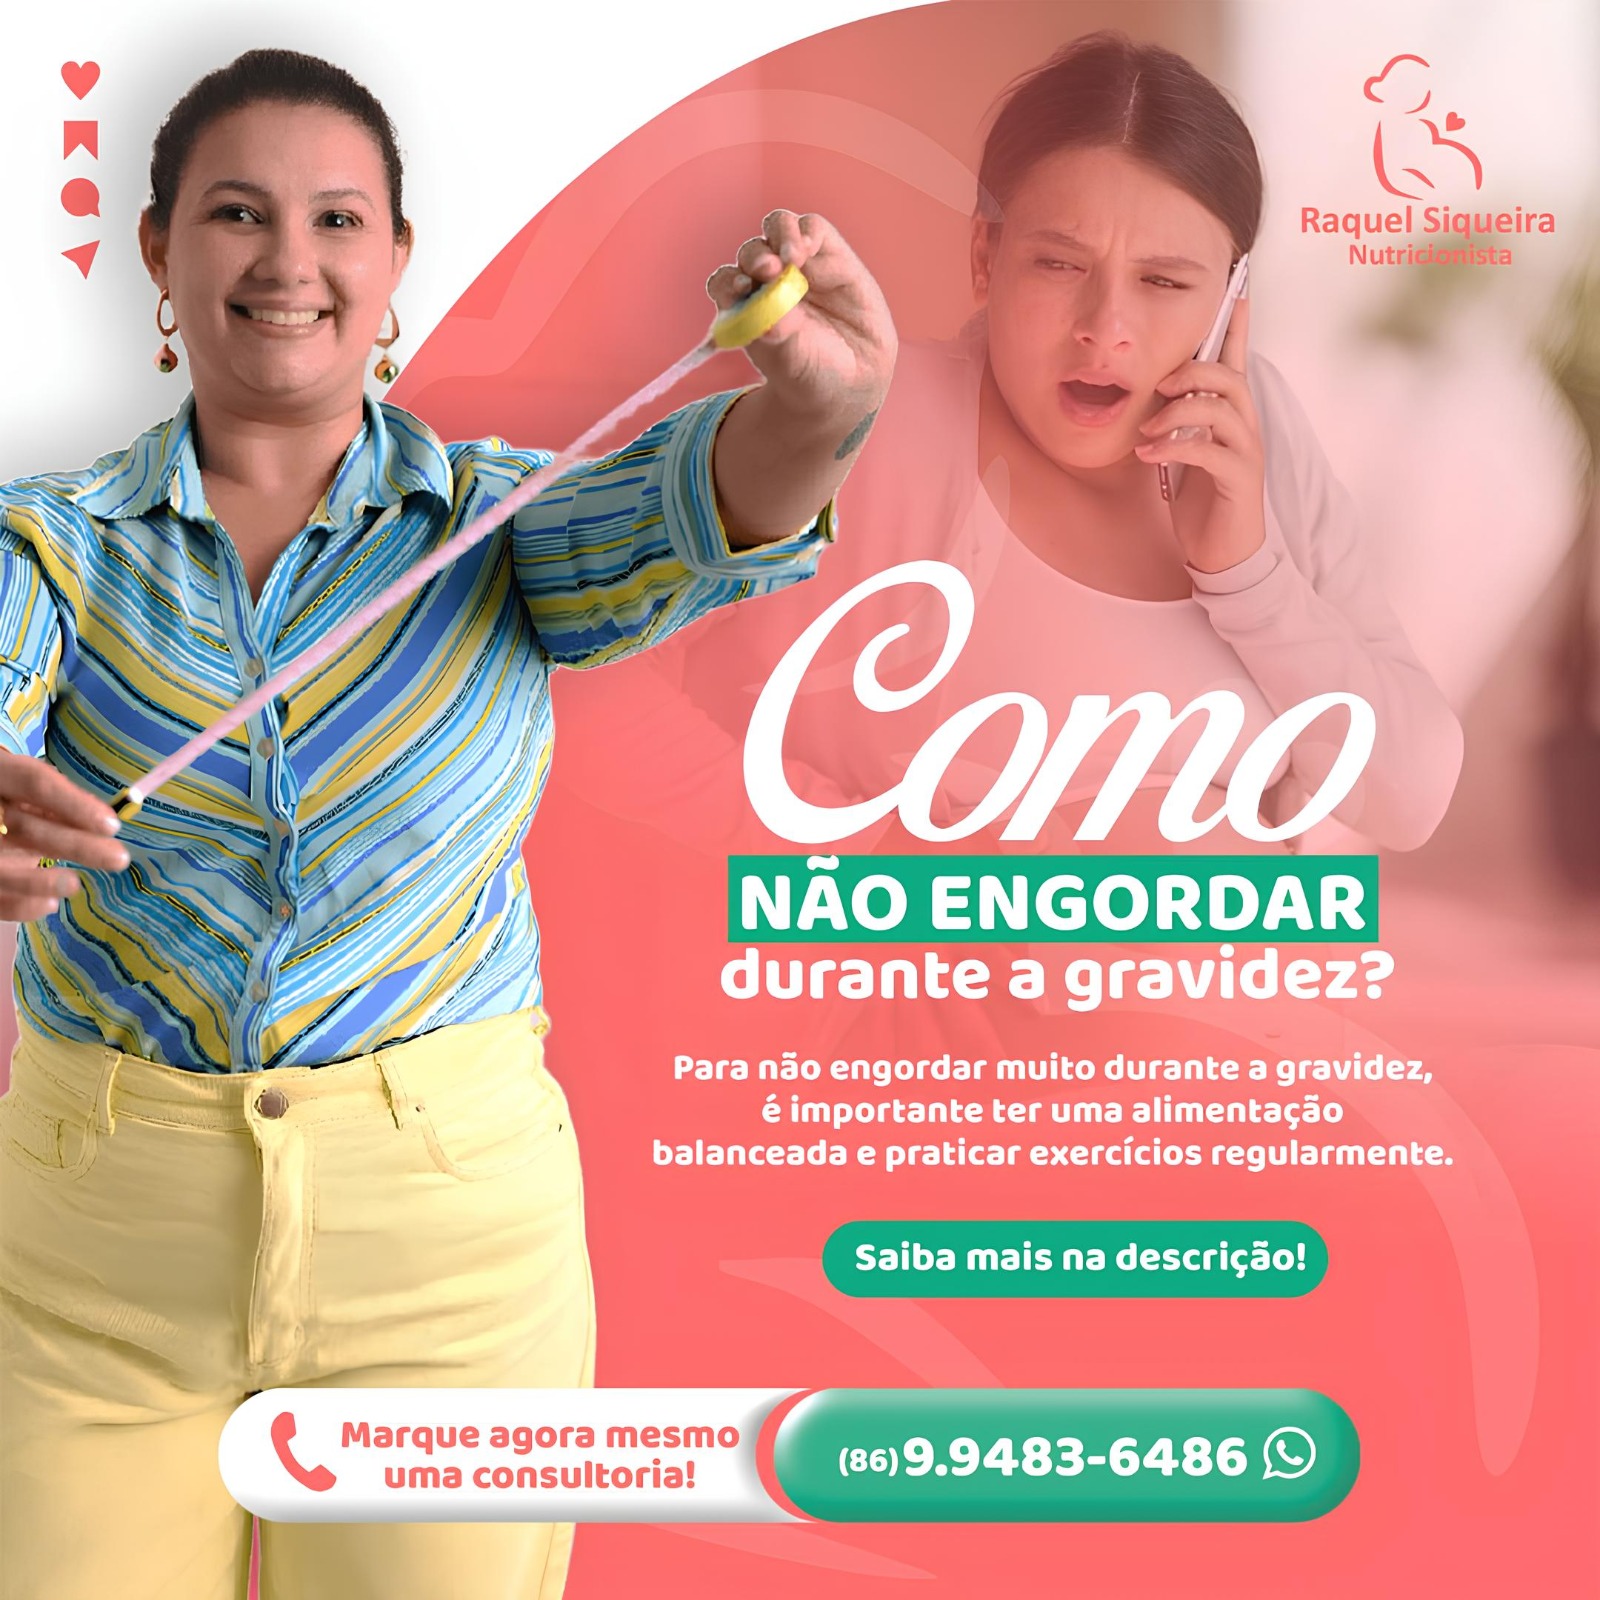 Raquel Siqueira
Nutricionista
Como
NÃO ENGORDAR
durante a gravidez?
Para não engordar muito durante a gravidez,
é importante ter uma alimentação
balanceada e praticar exercícios regularmente.
Saiba mais na descrição!
Marque agora mesmo
uma consultoria!
(86)9.9483-6486